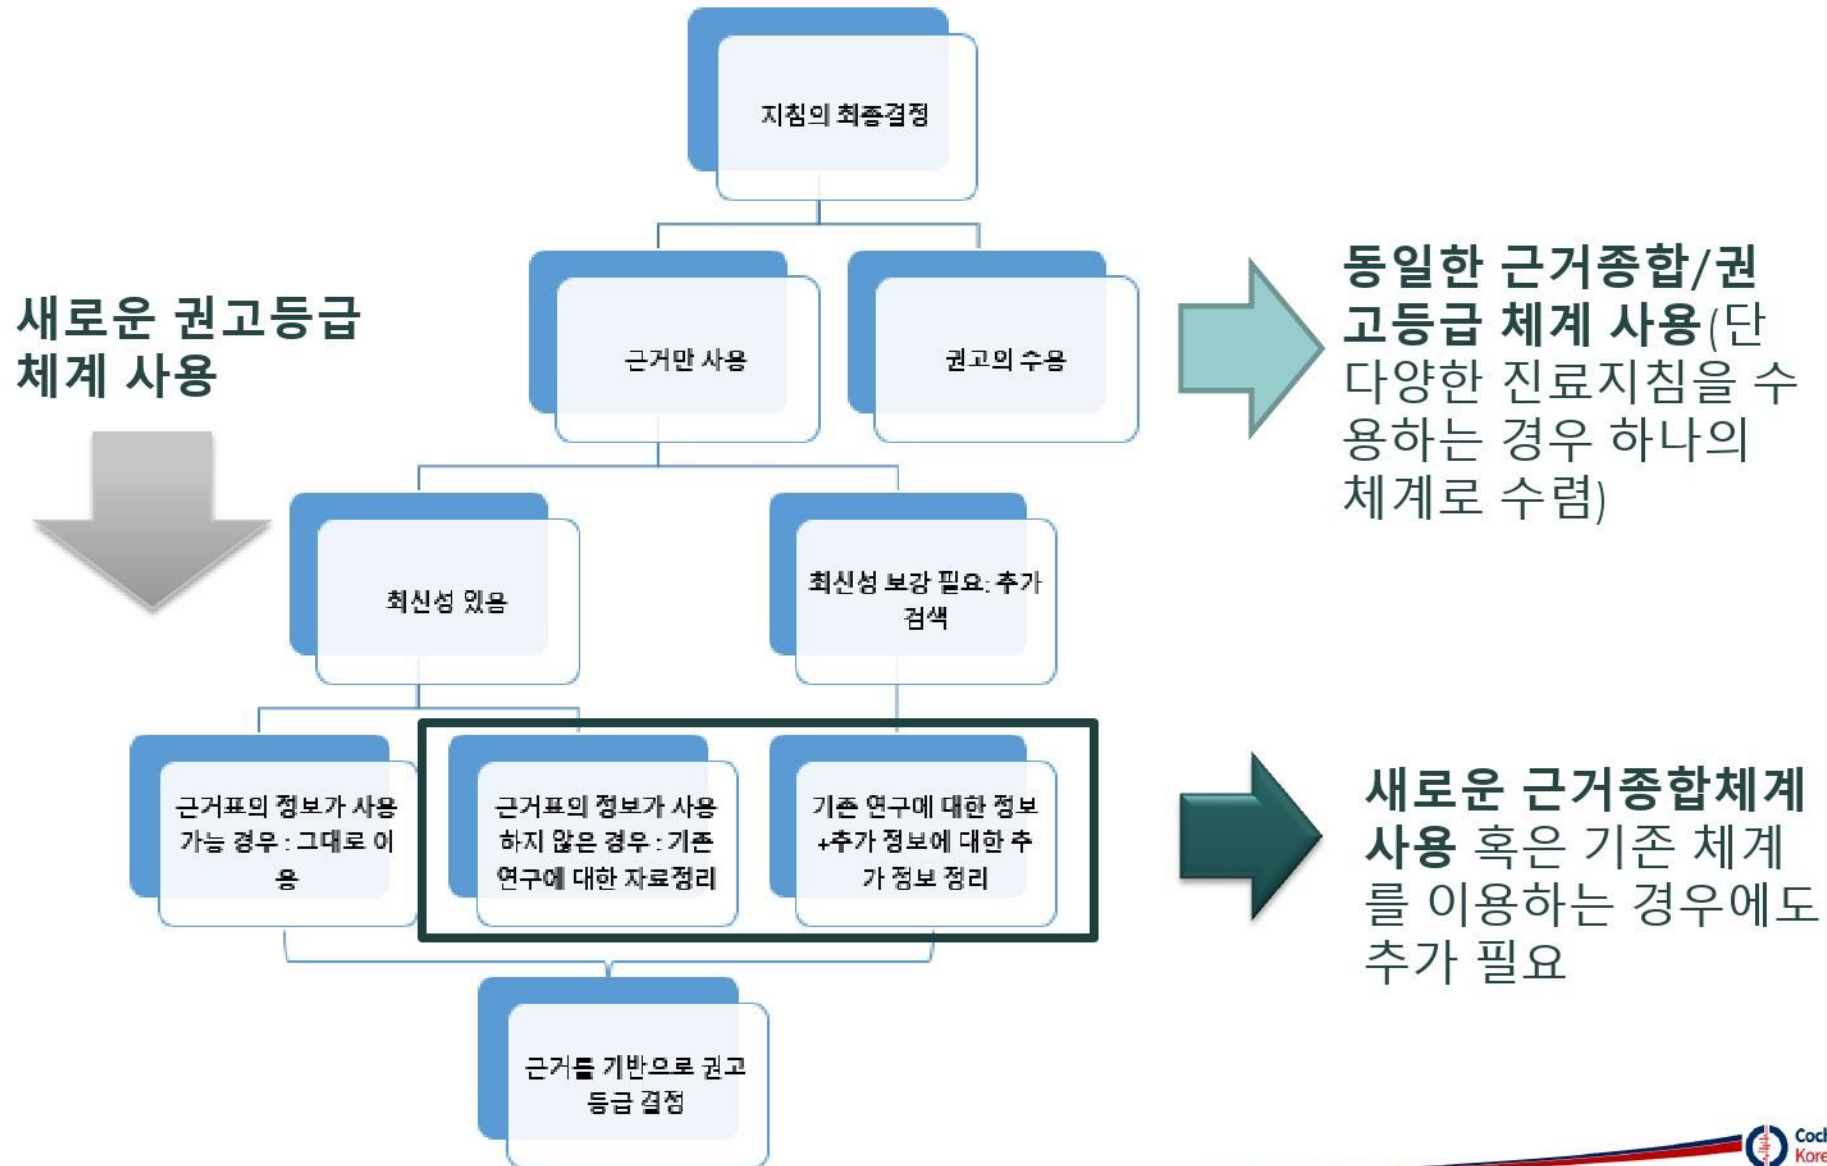 지침의 최종결정
새로운 권고등급
체계 사용
근거만 사용
권고의 수용
동일한 근거종합/권
고등급 체계 사용(단
다양한 진료지침을 수
용하는 경우 하나의
체계로 수렴)
최신성 있음
최신성 보강 필요: 추가
검색
근거표의 정보가 사용
가능 경우 : 그대로 이
용
근거표의 정보가 사용
하지 않은 경우 : 기존
연구에 대한 자료정리
기존 연구에 대한 정보
+추가 정보에 대한 추
가 정보 정리
새로운 근거종합체계
사용 혹은 기존 체계
를 이용하는 경우에도
추가 필요
근거를 기반으로 권고
등급 결정
Coch
Kore